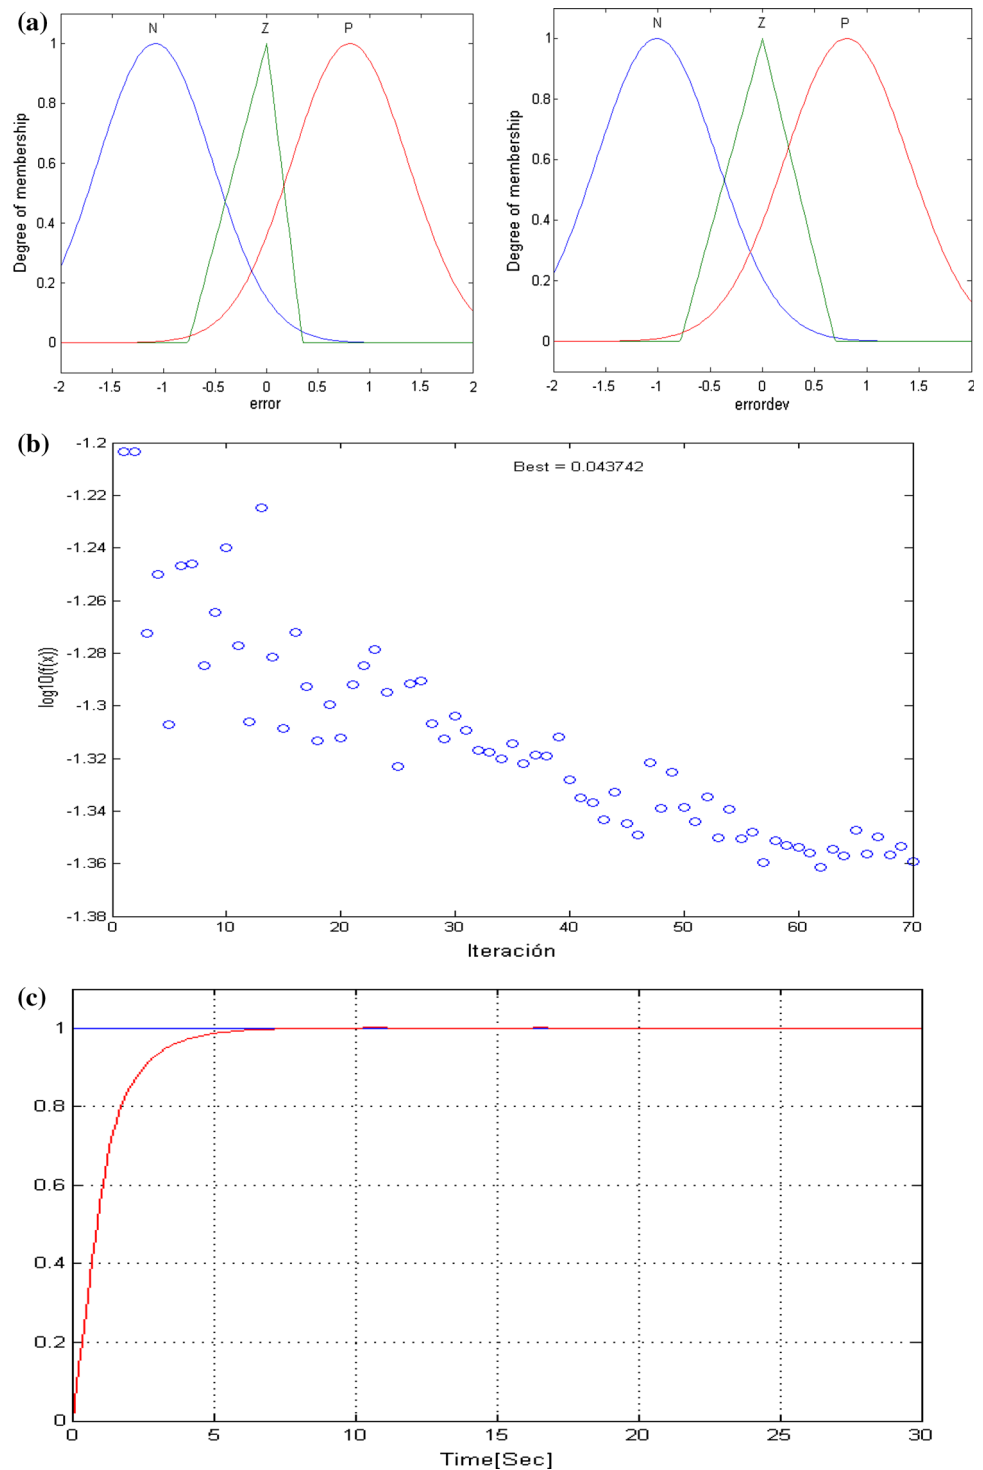 (a)
N Z P
1
0.8
0.6
0.4
0.2
0
Degree of membership
-2 -1.5 -1 -0.5 0 0.5 1 1.5 2
error
N Z P
1
0.8
0.6
0.4
0.2
0
Degree of membership
-2 -1.5 -1 -0.5 0 0.5 1 1.5 2
errordev
(b)
Best = 0.043742
-1.2
-1.22
-1.24
-1.26
-1.28
-1.3
-1.32
-1.34
-1.36
-1.38
log10(f(x))
0 10 20 30 40 50 60 70
Iteración
(c)
1
0.8
0.6
0.4
0.2
0
0 5 10 15 20 25 30
Time[Sec]